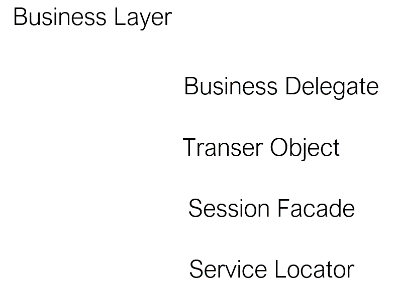 Business Layer
Business Delegate
Transer Object
Session Facade
Service Locator